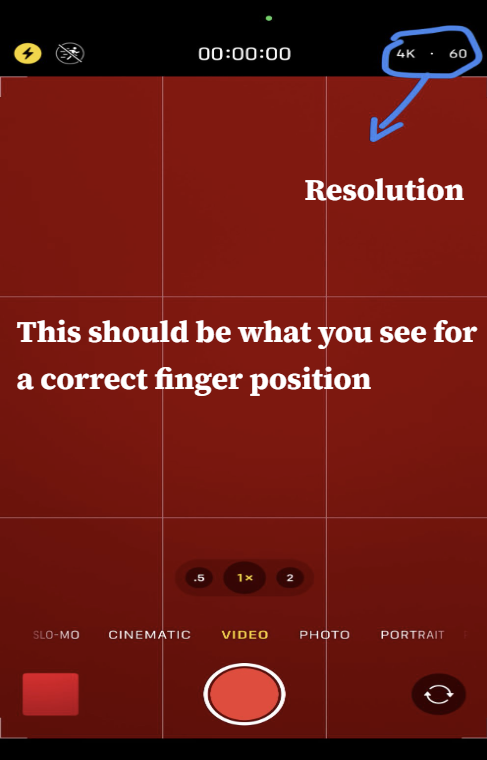 00:00:00
4K · 60
Resolution
This should be what you see for
a correct finger position
.5 1× 2
SLO-MO CINEMATIC VIDEO PHOTO PORTRAIT